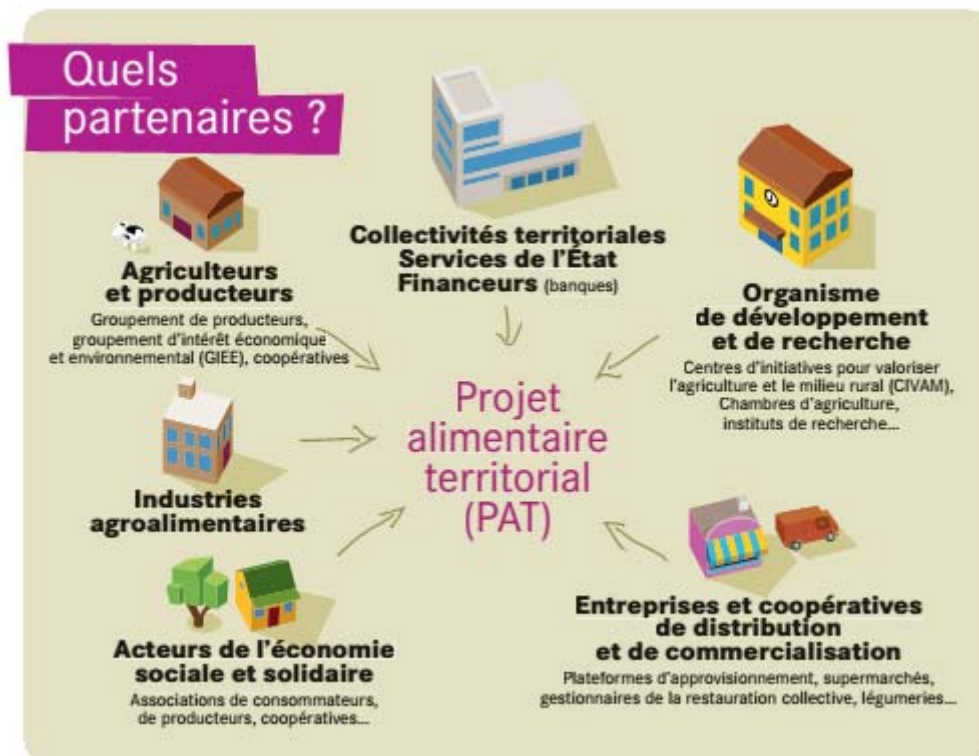 Quels
partenaires ?
Collectivités territoriales
Services de l'État
Financeurs (banques)
Agriculteurs
et producteurs
Groupement de producteurs,
groupement d'intérêt économique
et environnemental (GIEE), coopératives
Organisme
de développement
et de recherche
Centres d'initiatives pour valoriser
l'agriculture et le milieu rural (CIVAM),
Chambres d'agriculture,
instituts de recherche...
Projet
alimentaire
territorial
(PAT)
Industries
agroalimentaires
Acteurs de l'économie
sociale et solidaire
Associations de consommateurs,
de producteurs, coopératives...
Entreprises et coopératives
de distribution
et de commercialisation
Plateformes d'approvisionnement, supermarchés,
gestionnaires de la restauration collective, légumeries...